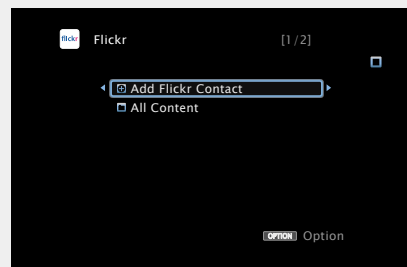 flickr Flickr [1/2]
Add Flickr Contact
All Content
OPTION Option